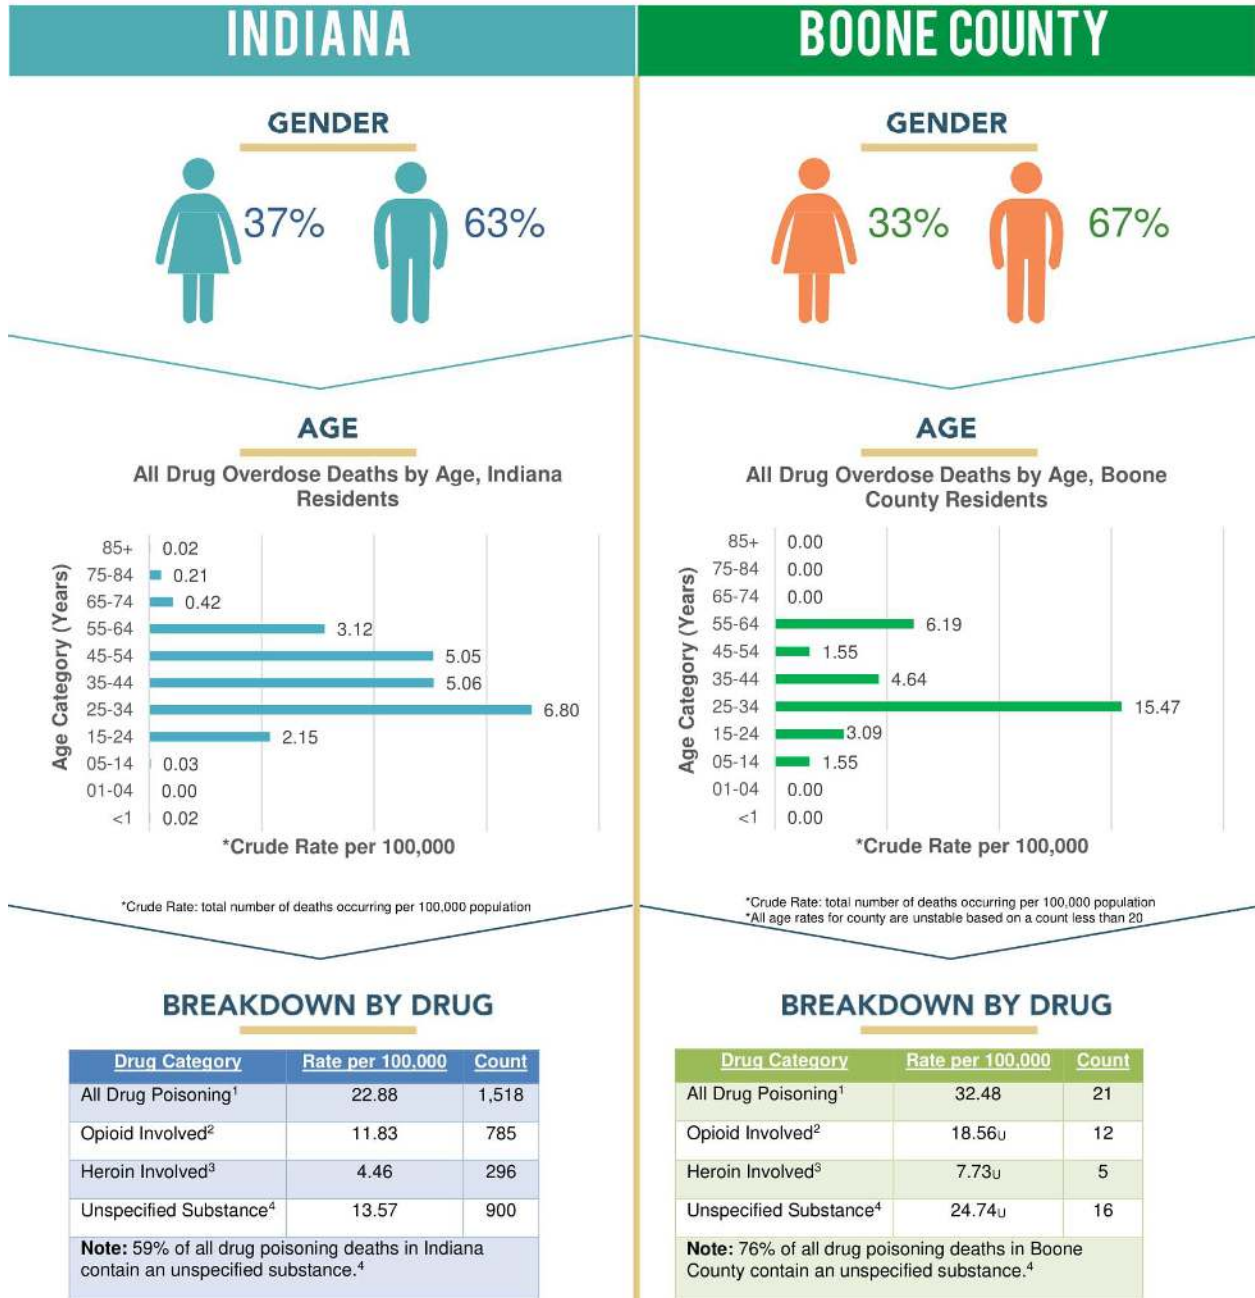 INDIANA
GENDER
37%
63%
AGE
All Drug Overdose Deaths by Age, Indiana
Residents
Age Category (Years)
85+ 0.02
75-84 0.21
65-74 0.42
55-64 3.12
45-54 5.05
35-44 5.06
25-34 6.80
15-24 2.15
05-14 0.03
01-04 0.00
<1 0.02
*Crude Rate per 100,000
*Crude Rate: total number of deaths occurring per 100,000 population
BREAKDOWN BY DRUG
Drug Category Rate per 100,000 Count
All Drug Poisoning¹ 22.88 1,518
Opioid Involved² 11.83 785
Heroin Involved³ 4.46 296
Unspecified Substance⁴ 13.57 900
Note: 59% of all drug poisoning deaths in Indiana
contain an unspecified substance.⁴
BOONE COUNTY
GENDER
33%
67%
AGE
All Drug Overdose Deaths by Age, Boone
County Residents
Age Category (Years)
85+ 0.00
75-84 0.00
65-74 0.00
55-64 6.19
45-54 1.55
35-44 4.64
25-34 15.47
15-24 3.09
05-14 1.55
01-04 0.00
<1 0.00
*Crude Rate per 100,000
*Crude Rate: total number of deaths occurring per 100,000 population
*All age rates for county are unstable based on a count less than 20
BREAKDOWN BY DRUG
Drug Category Rate per 100,000 Count
All Drug Poisoning¹ 32.48 21
Opioid Involved² 18.56U 12
Heroin Involved³ 7.73U 5
Unspecified Substance⁴ 24.74U 16
Note: 76% of all drug poisoning deaths in Boone
County contain an unspecified substance.⁴